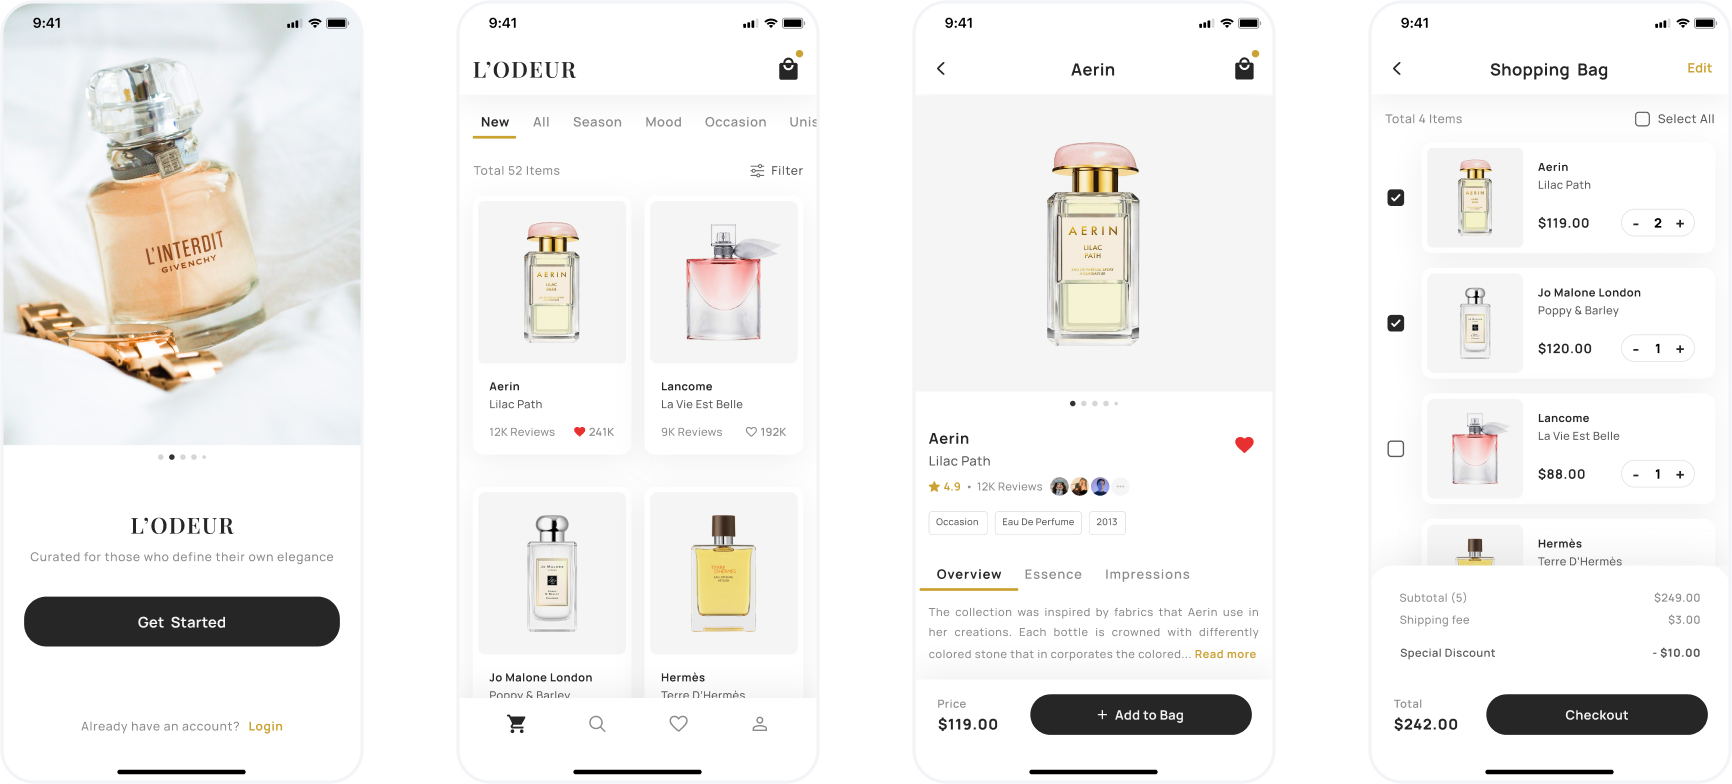 9:41
L'INTERDIT
GIVENCHY
L'ODEUR
Curated for those who define their own elegance
Get Started
Already have an account? Login
9:41
L'ODEUR
New All Season Mood Occasion Unis
Total 52 Items Filter
AERIN
LILAC
PATH
Aerin
Lilac Path
12K Reviews 241K
Lancome
La Vie Est Belle
9K Reviews 192K
JO MALONE
Jo Malone London
Poppy & Barley
TERRE
D'HERMES
Hermès
Terre D'Hermès
9:41
Aerin
AERIN
LILAC
PATH
Aerin
Lilac Path
4.9 • 12K Reviews
Occasion Eau De Perfume 2013
Overview Essence Impressions
The collection was inspired by fabrics that Aerin use in
her creations. Each bottle is crowned with differently
colored stone that in corporates the colored... Read more
Price
$119.00
+ Add to Bag
9:41
Shopping Bag Edit
Total 4 Items Select All
AERIN
Aerin
Lilac Path
$119.00 - 2 +
Jo Malone London
Poppy & Barley
$120.00 - 1 +
Lancome
La Vie Est Belle
$88.00 - 1 +
Hermès
Terre D'Hermès
Subtotal (5) $249.00
Shipping fee $3.00
Special Discount - $10.00
Total
$242.00
Checkout